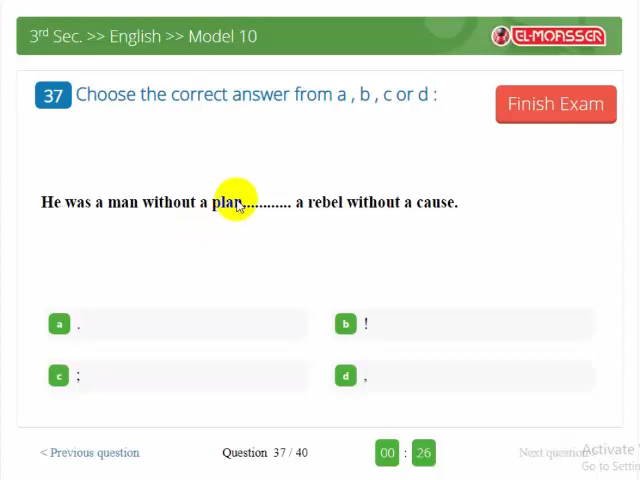 3rd Sec. >> English >> Model 10
EL-MOASSER
37 Choose the correct answer from a , b , c or d :
Finish Exam
He was a man without a plan............ a rebel without a cause.
a .
b !
c ;
d ,
< Previous question
Question 37 / 40
00 : 26
Next question >
Activate
Go to Settin